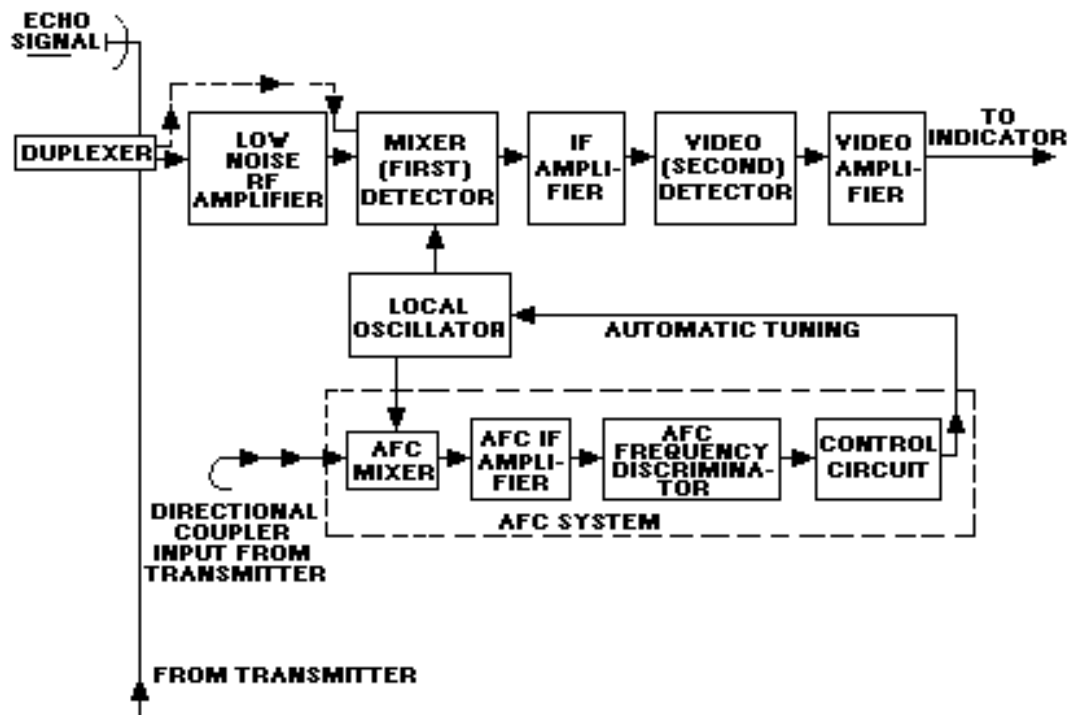 ECHO
SIGNAL
DUPLEXER
LOW
NOISE
RF
AMPLIFIER
MIXER
(FIRST)
DETECTOR
IF
AMPLI-
FIER
VIDEO
(SECOND)
DETECTOR
VIDEO
AMPLI-
FIER
TO
INDICATOR
LOCAL
OSCILLATOR
AUTOMATIC TUNING
AFC
MIXER
AFC IF
AMPLI-
FIER
AFC
FREQUENCY
DISCRIMINA-
TOR
CONTROL
CIRCUIT
AFC SYSTEM
DIRECTIONAL
COUPLER
INPUT FROM
TRANSMITTER
FROM TRANSMITTER